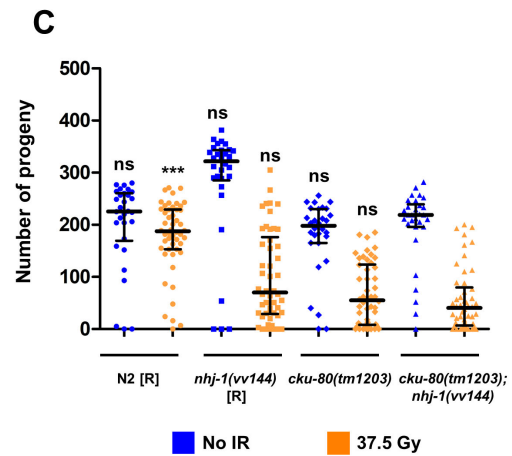 C
Number of progeny
500
400
300
200
100
0
ns
***
ns
ns
ns
ns
N2 [R]
nhj-1(vv144)
[R]
cku-80(tm1203)
cku-80(tm1203);
nhj-1(vv144)
No IR
37.5 Gy